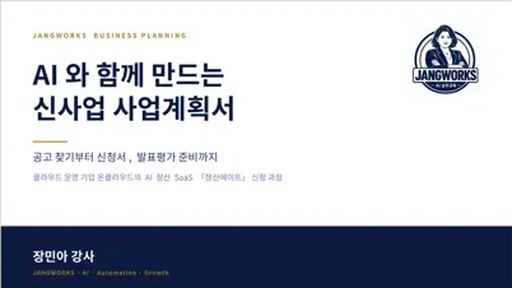 JANGWORKS BUSINESS PLANNING
JANGWORKS
AI 와 함께 만드는
신사업 사업계획서
공고 찾기부터 신청서 , 발표평가 준비까지
클라우드 운영 기업 온클라우드의 AI 정산 SaaS 「정산메이트」 신청 과정
장민아 강사
JANGWORKS · AI · Automation · Growth